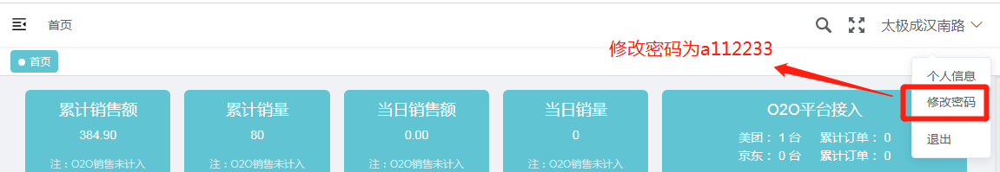 首页
太极成汉南路
修改密码为a112233
首页
个人信息
修改密码
退出
累计销售额
384.90
注：O2O销售未计入
累计销量
80
注：O2O销售未计入
当日销售额
0.00
注：O2O销售未计入
当日销量
0
注：O2O销售未计入
O2O平台接入
美团： 1 台 累计订单： 0
京东： 0 台 累计订单： 0